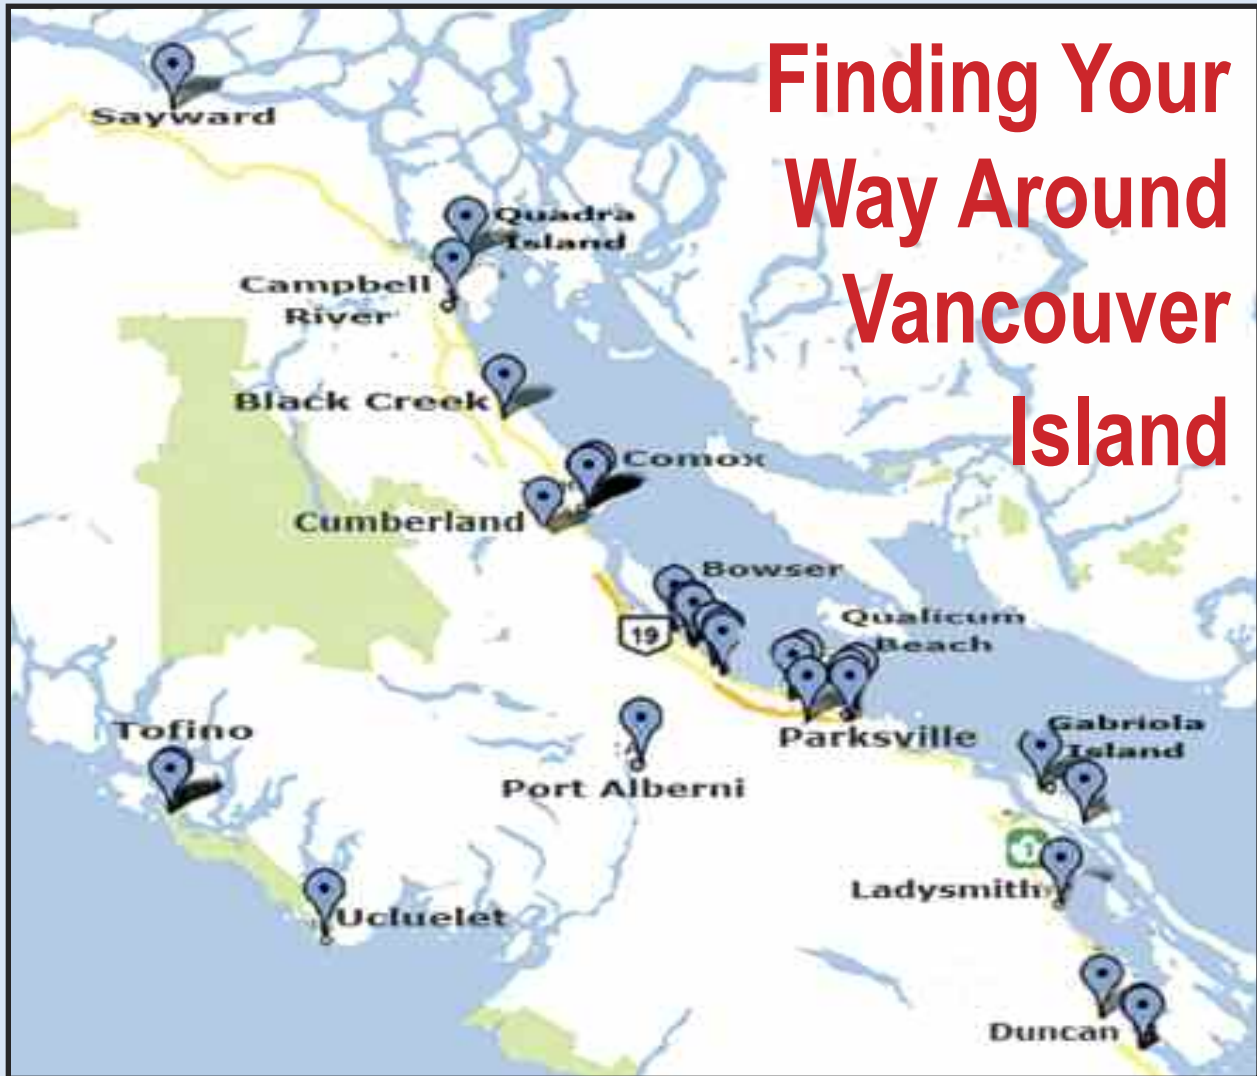 Finding Your
Way Around
Vancouver
Island
Sayward
Quadra
Island
Campbell
River
Black Creek
Comox
Cumberland
Bowser
19
Qualicum
Beach
Tofino
Parksville
Gabriola
Island
Port Alberni
1
Ladysmith
Ucluelet
Duncan